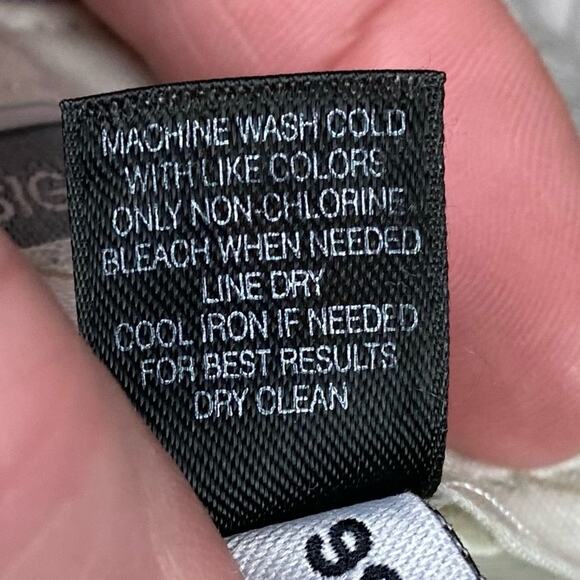 MACHINE WASH COLD
WITH LIKE COLORS
ONLY NON-CHLORINE
BLEACH WHEN NEEDED
LINE DRY
COOL IRON IF NEEDED
FOR BEST RESULTS
DRY CLEAN